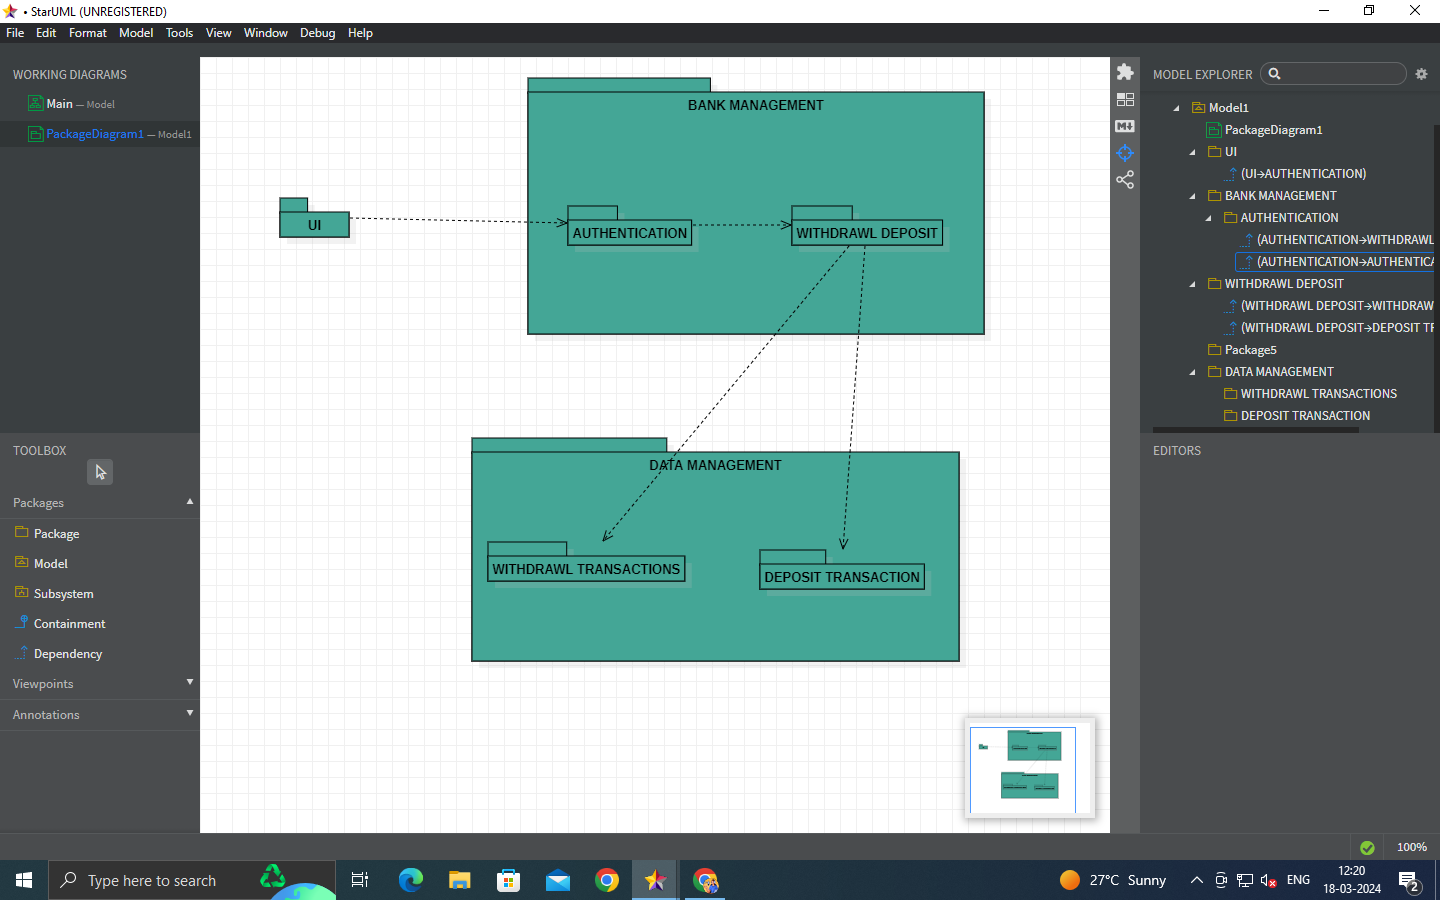 • StarUML (UNREGISTERED)
File Edit Format Model Tools View Window Debug Help
WORKING DIAGRAMS
Main — Model
PackageDiagram1 — Model1
TOOLBOX
Packages
Package
Model
Subsystem
Containment
Dependency
Viewpoints
Annotations
BANK MANAGEMENT
UI
AUTHENTICATION
WITHDRAWL DEPOSIT
DATA MANAGEMENT
WITHDRAWL TRANSACTIONS
DEPOSIT TRANSACTION
M
MODEL EXPLORER
Model1
PackageDiagram1
UI
(UI→AUTHENTICATION)
BANK MANAGEMENT
AUTHENTICATION
(AUTHENTICATION→WITHDRAWL
(AUTHENTICATION→AUTHENTICA
WITHDRAWL DEPOSIT
(WITHDRAWL DEPOSIT→WITHDRAW
(WITHDRAWL DEPOSIT→DEPOSIT TR
Package5
DATA MANAGEMENT
WITHDRAWL TRANSACTIONS
DEPOSIT TRANSACTION
EDITORS
100%
Type here to search
27°C Sunny
ENG
12:20
18-03-2024
2